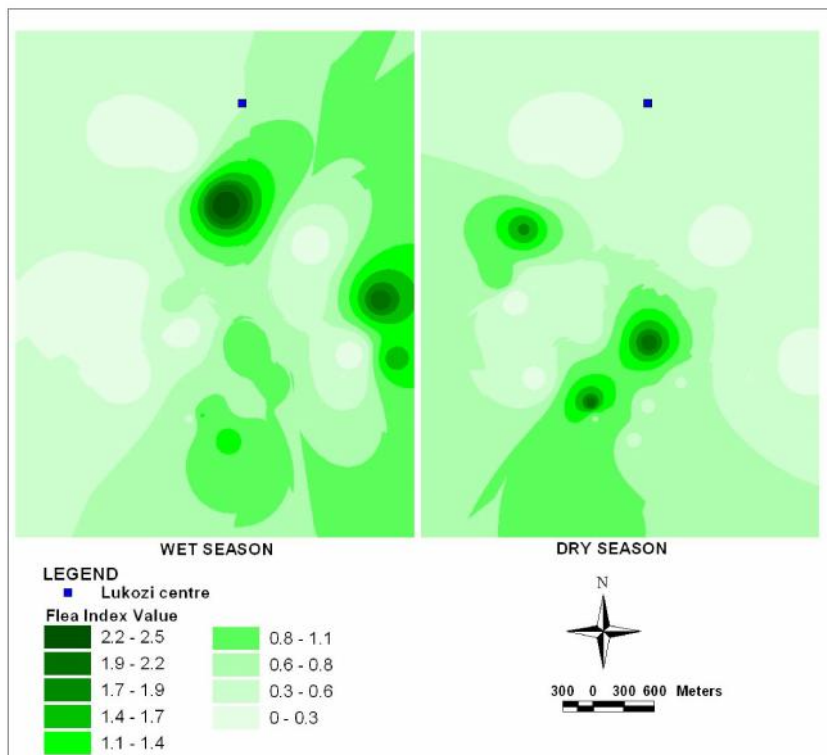 WET SEASON
DRY SEASON
LEGEND
Lukozi centre
Flea Index Value
2.2 - 2.5
1.9 - 2.2
1.7 - 1.9
1.4 - 1.7
1.1 - 1.4
0.8 - 1.1
0.6 - 0.8
0.3 - 0.6
0 - 0.3
N
300 0 300 600 Meters